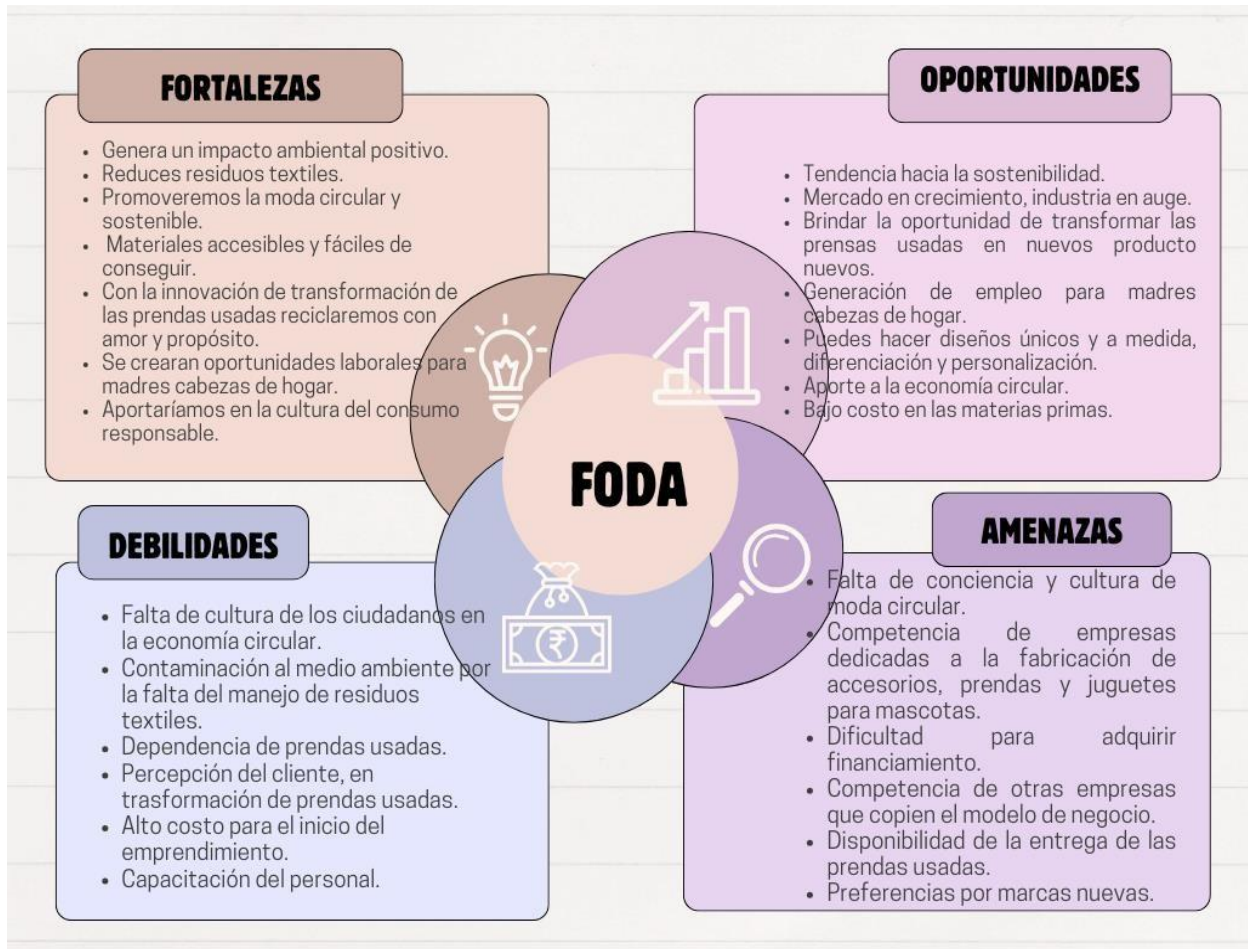 FORTALEZAS
• Genera un impacto ambiental positivo.
• Reduces residuos textiles.
• Promoveremos la moda circular y
sostenible.
• Materiales accesibles y fáciles de
conseguir.
• Con la innovación de transformación de
las prendas usadas reciclaremos con
amor y propósito.
• Se crearan oportunidades laborales para
madres cabezas de hogar.
• Aportaríamos en la cultura del consumo
responsable.
OPORTUNIDADES
• Tendencia hacia la sostenibilidad.
• Mercado en crecimiento, industria en auge.
• Brindar la oportunidad de transformar las
prensas usadas en nuevos producto
nuevos.
• Generación de empleo para madres
cabezas de hogar.
• Puedes hacer diseños únicos y a medida,
diferenciación y personalización.
• Aporte a la economía circular.
• Bajo costo en las materias primas.
FODA
₹
DEBILIDADES
• Falta de cultura de los ciudadanos en
la economía circular.
• Contaminación al medio ambiente por
la falta del manejo de residuos
textiles.
• Dependencia de prendas usadas.
• Percepción del cliente, en
trasformación de prendas usadas.
• Alto costo para el inicio del
emprendimiento.
• Capacitación del personal.
AMENAZAS
• Falta de conciencia y cultura de
moda circular.
• Competencia de empresas
dedicadas a la fabricación de
accesorios, prendas y juguetes
para mascotas.
• Dificultad para adquirir
financiamiento.
• Competencia de otras empresas
que copien el modelo de negocio.
• Disponibilidad de la entrega de las
prendas usadas.
• Preferencias por marcas nuevas.